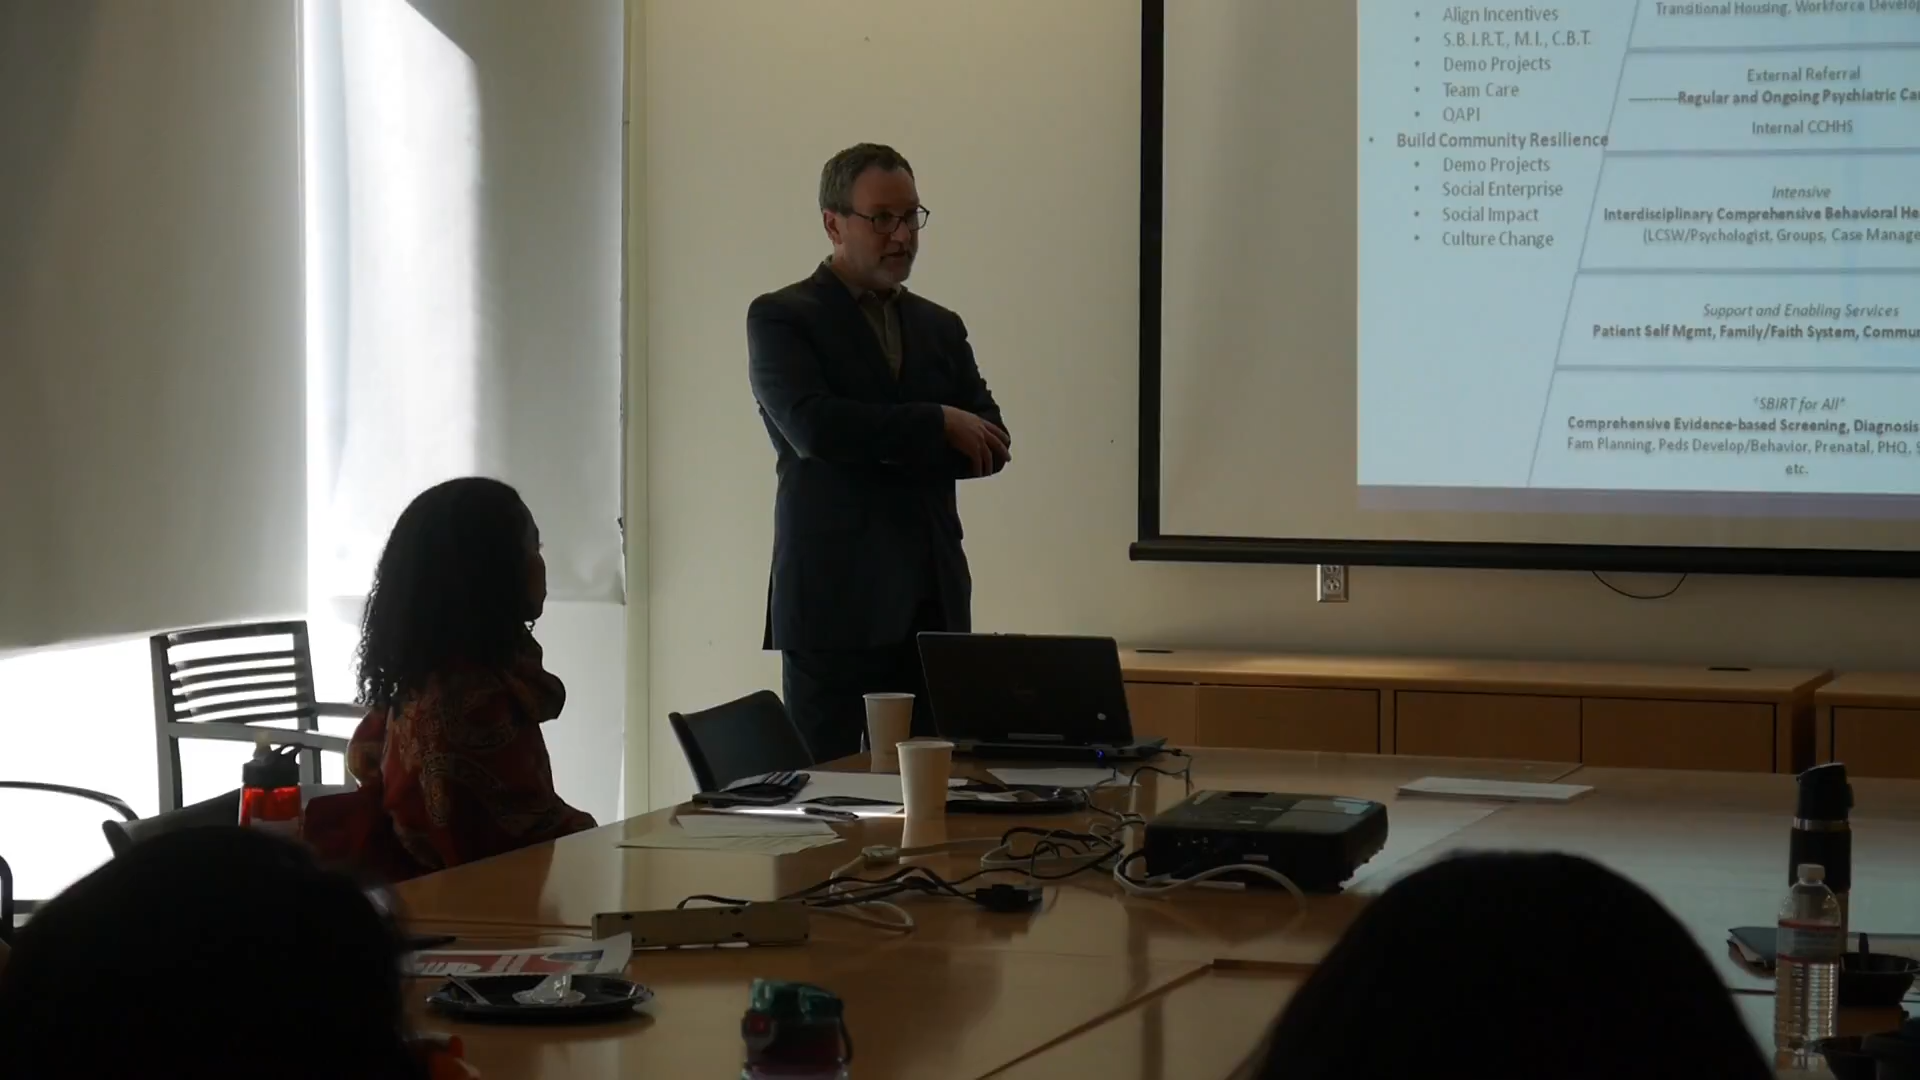 Align Incentives
S.B.I.R.T., M.I., C.B.T.
Demo Projects
Team Care
QAPI
Build Community Resilience
Demo Projects
Social Enterprise
Social Impact
Culture Change
Transitional Housing, Workforce Develop
External Referral
----------Regular and Ongoing Psychiatric Ca
Internal CCHHS
Intensive
Interdisciplinary Comprehensive Behavioral He
(LCSW/Psychologist, Groups, Case Manage
Support and Enabling Services
Patient Self Mgmt, Family/Faith System, Commu
"SBIRT for All"
Comprehensive Evidence-based Screening, Diagnosis
Fam Planning, Peds Develop/Behavior, Prenatal, PHQ, S
etc.